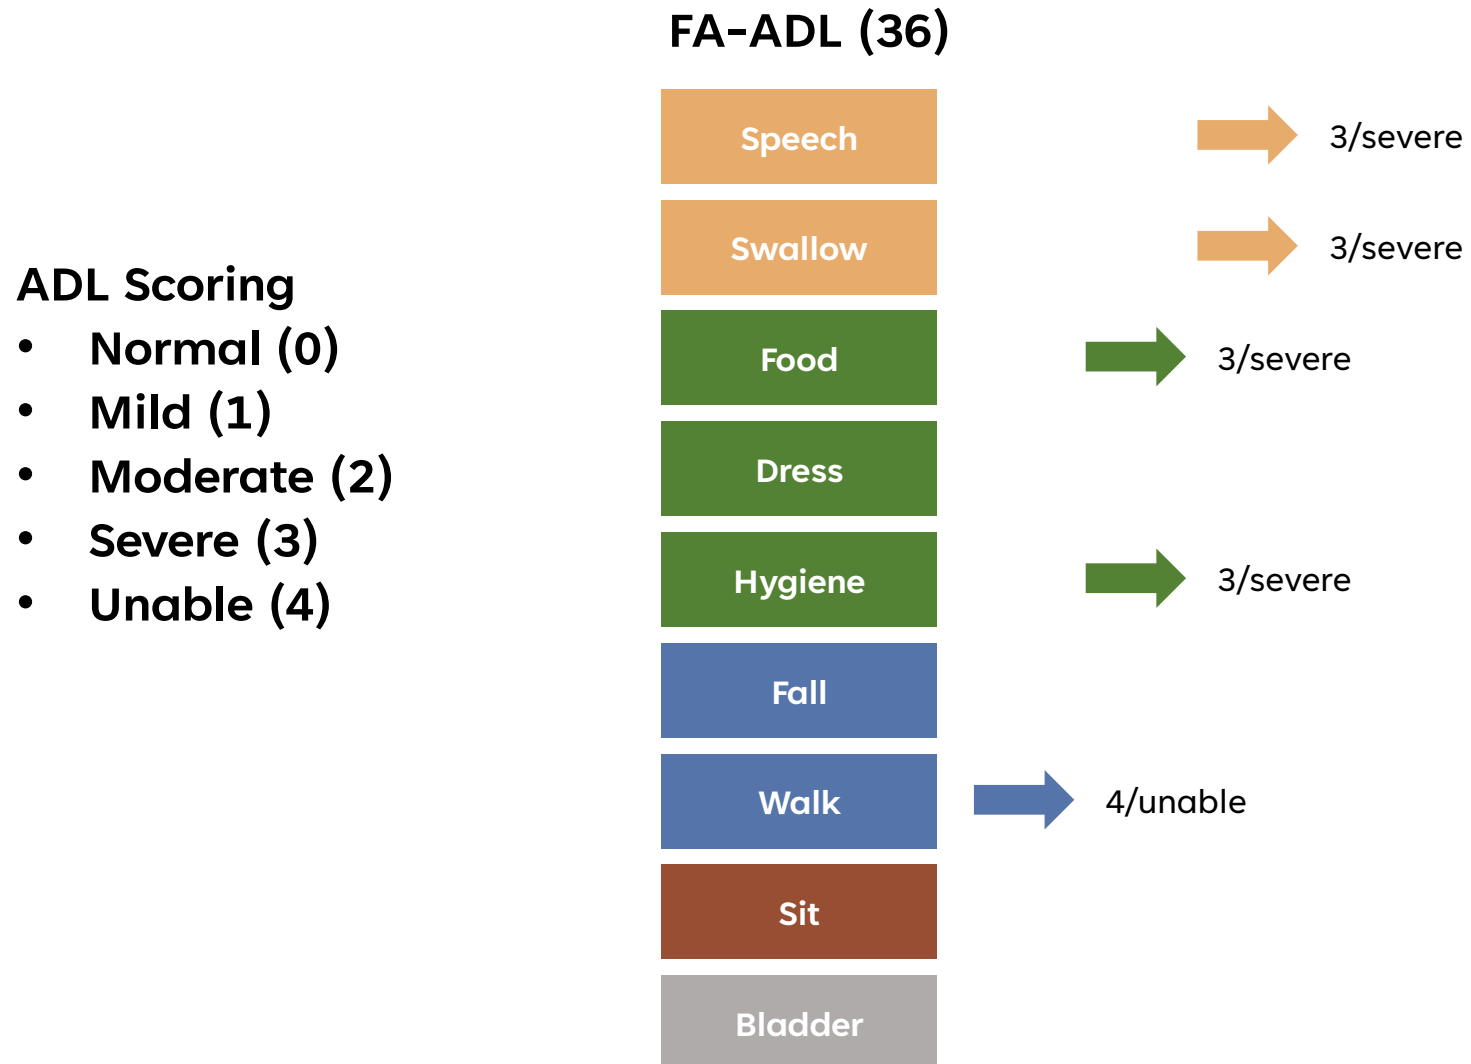 FA-ADL (36)
ADL Scoring
• Normal (0)
• Mild (1)
• Moderate (2)
• Severe (3)
• Unable (4)
Speech
3/severe
Swallow
3/severe
Food
3/severe
Dress
Hygiene
3/severe
Fall
Walk
4/unable
Sit
Bladder